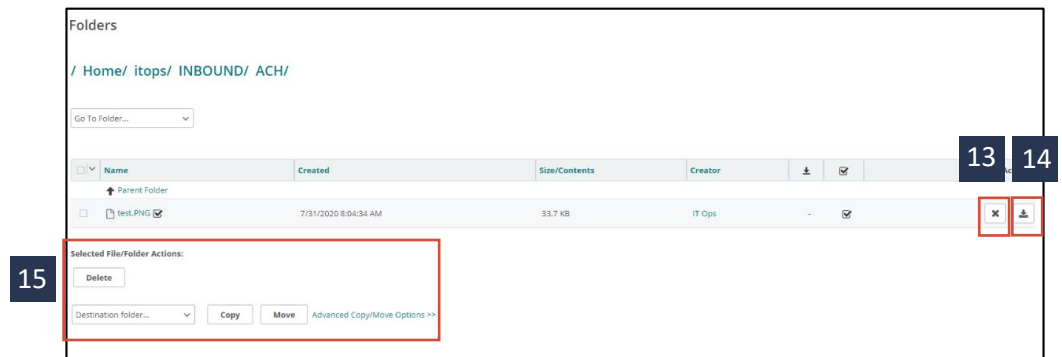 Folders
/ Home/ itops/ INBOUND/ ACH/
Go To Folder...
13 14
Name Created Size/Contents Creator
Parent Folder
test.PNG 7/31/2020 8:04:34 AM 33.7 KB IT Ops -
15
Selected File/Folder Actions:
Delete
Destination folder... Copy Move Advanced Copy/Move Options >>